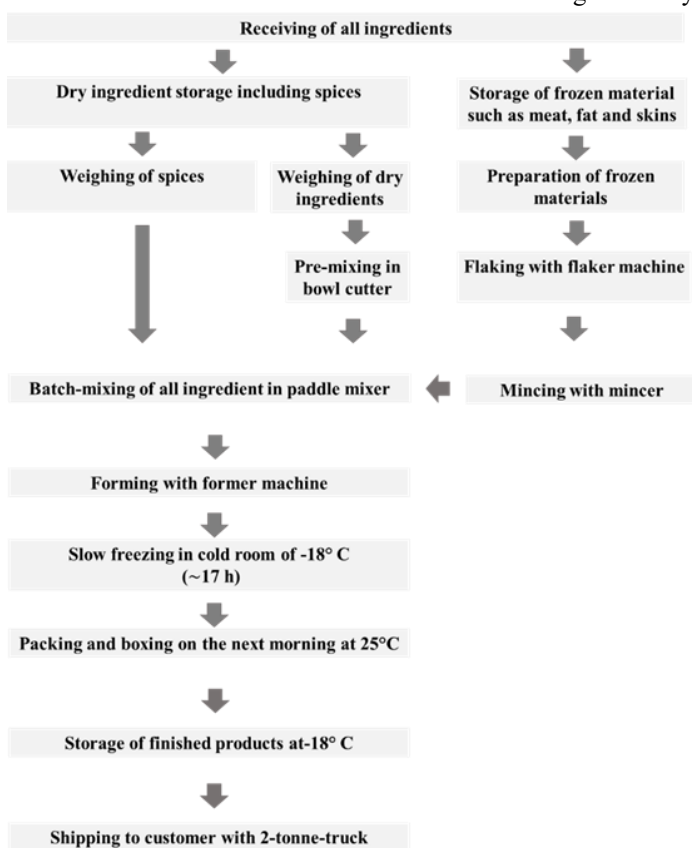 Receiving of all ingredients
Dry ingredient storage including spices
Storage of frozen material
such as meat, fat and skins
Weighing of spices
Weighing of dry
ingredients
Preparation of frozen
materials
Pre-mixing in
bowl cutter
Flaking with flaker machine
Batch-mixing of all ingredient in paddle mixer
Mincing with mincer
Forming with former machine
Slow freezing in cold room of -18° C
(~17 h)
Packing and boxing on the next morning at 25°C
Storage of finished products at-18° C
Shipping to customer with 2-tonne-truck